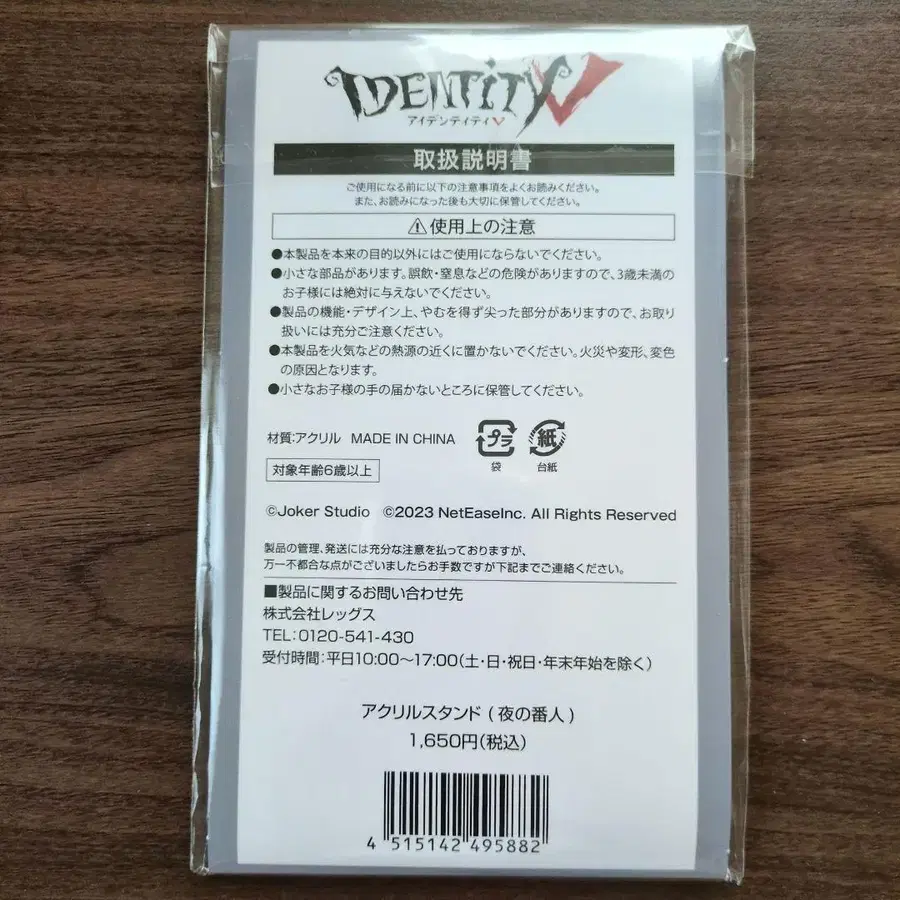 IDENTITY V
アイデンティティV
取扱説明書
ご使用になる前に以下の注意事項をよくお読みください。
また、お読みになった後も大切に保管してください。
⚠使用上の注意
●本製品を本来の目的以外にはご使用にならないでください。
●小さな部品があります。誤飲・窒息などの危険がありますので、3歳未満の
お子様には絶対に与えないでください。
●製品の機能・デザイン上、やむを得ず尖った部分がありますので、お取り
扱いには充分ご注意ください。
●本製品を火気などの熱源の近くに置かないでください。火災や変形、変色
の原因となります。
●小さなお子様の手の届かないところに保管してください。
材質:アクリル MADE IN CHINA
プラ 紙
袋 台紙
対象年齢6歳以上
©Joker Studio ©2023 NetEaseInc. All Rights Reserved
製品の管理、発送には充分な注意を払っておりますが、
万一不都合な点がございましたらお手数ですが下記までご連絡ください。
■製品に関するお問い合わせ先
株式会社レッグス
TEL:0120-541-430
受付時間:平日10:00〜17:00(土・日・祝日・年末年始を除く)
アクリルスタンド ( 夜の番人 )
1,650円(税込)
4 515142 495882